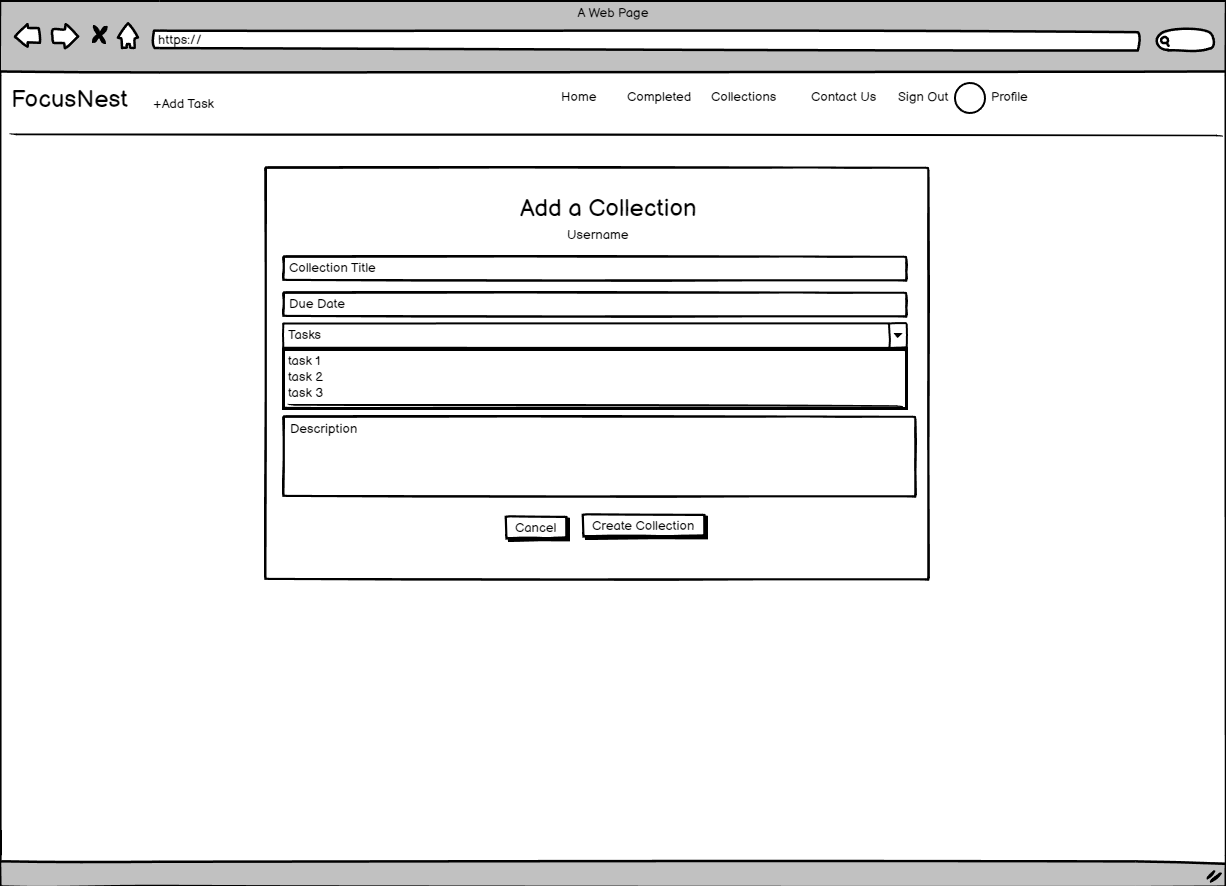 A Web Page
https://
FocusNest +Add Task Home Completed Collections Contact Us Sign Out Profile
Add a Collection
Username
Collection Title
Due Date
Tasks
task 1
task 2
task 3
Description
Cancel Create Collection